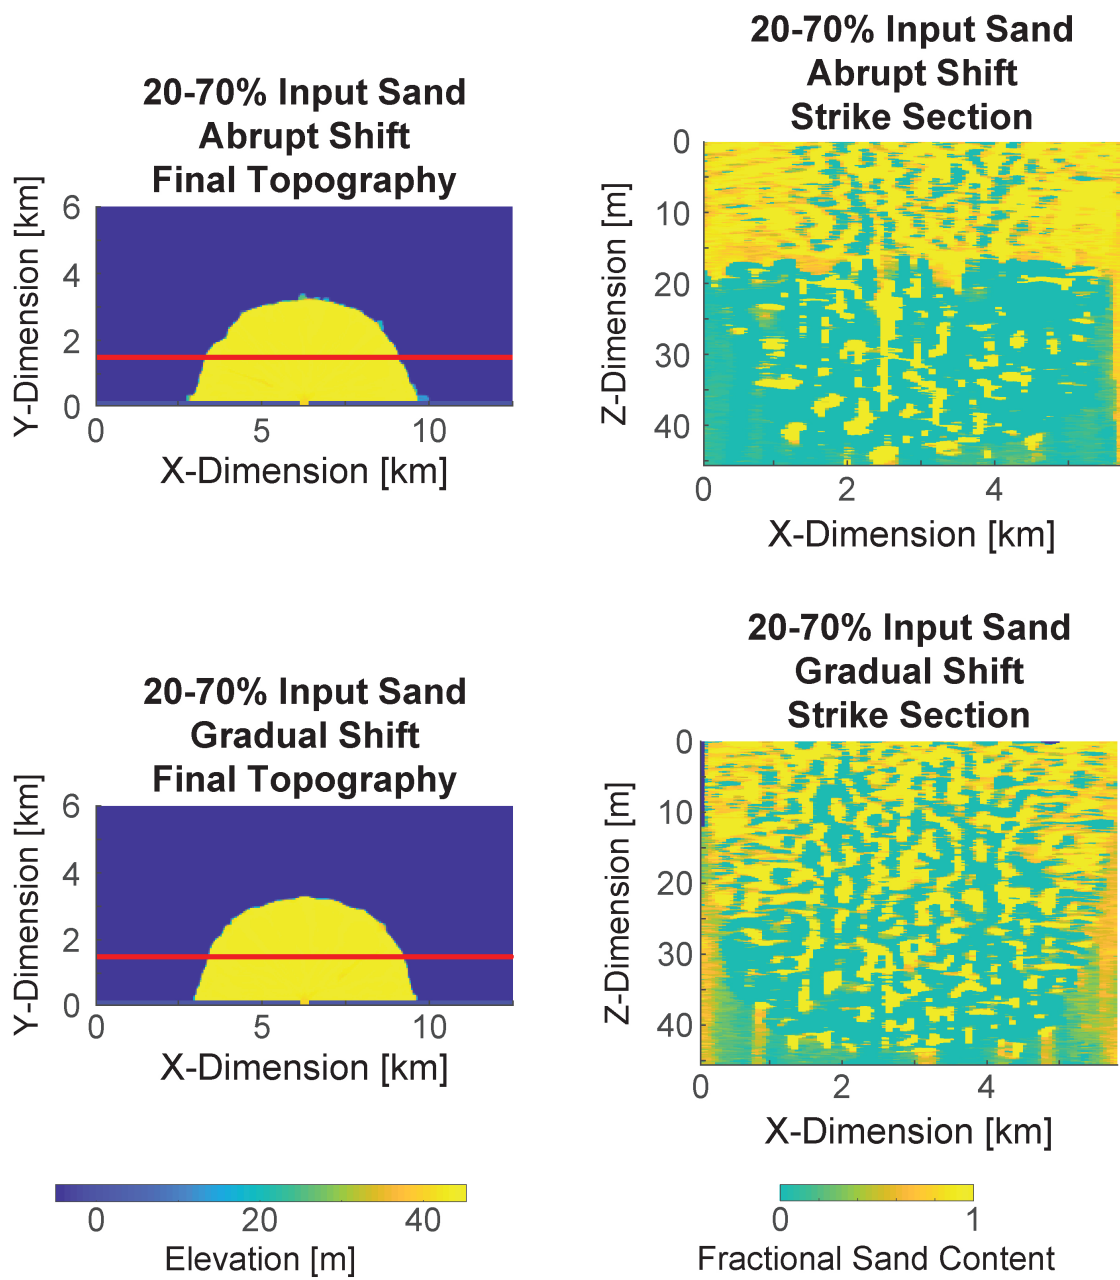 20-70% Input Sand
Abrupt Shift
Final Topography
Y-Dimension [km]
6
4
2
0
0 5 10
X-Dimension [km]
20-70% Input Sand
Abrupt Shift
Strike Section
Z-Dimension [m]
0
10
20
30
40
0 2 4
X-Dimension [km]
20-70% Input Sand
Gradual Shift
Final Topography
Y-Dimension [km]
6
4
2
0
0 5 10
X-Dimension [km]
20-70% Input Sand
Gradual Shift
Strike Section
Z-Dimension [m]
0
10
20
30
40
0 2 4
X-Dimension [km]
0 20 40
Elevation [m]
0 1
Fractional Sand Content